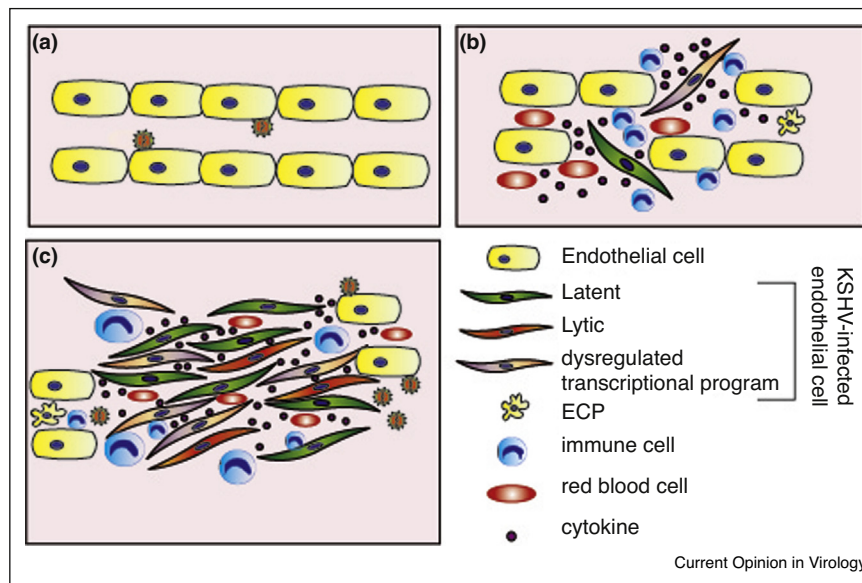 (a)
(b)
(c)
Endothelial cell
Latent
Lytic
dysregulated
transcriptional program
ECP
immune cell
red blood cell
cytokine
KSHV-infected
endothelial cell
Current Opinion in Virology